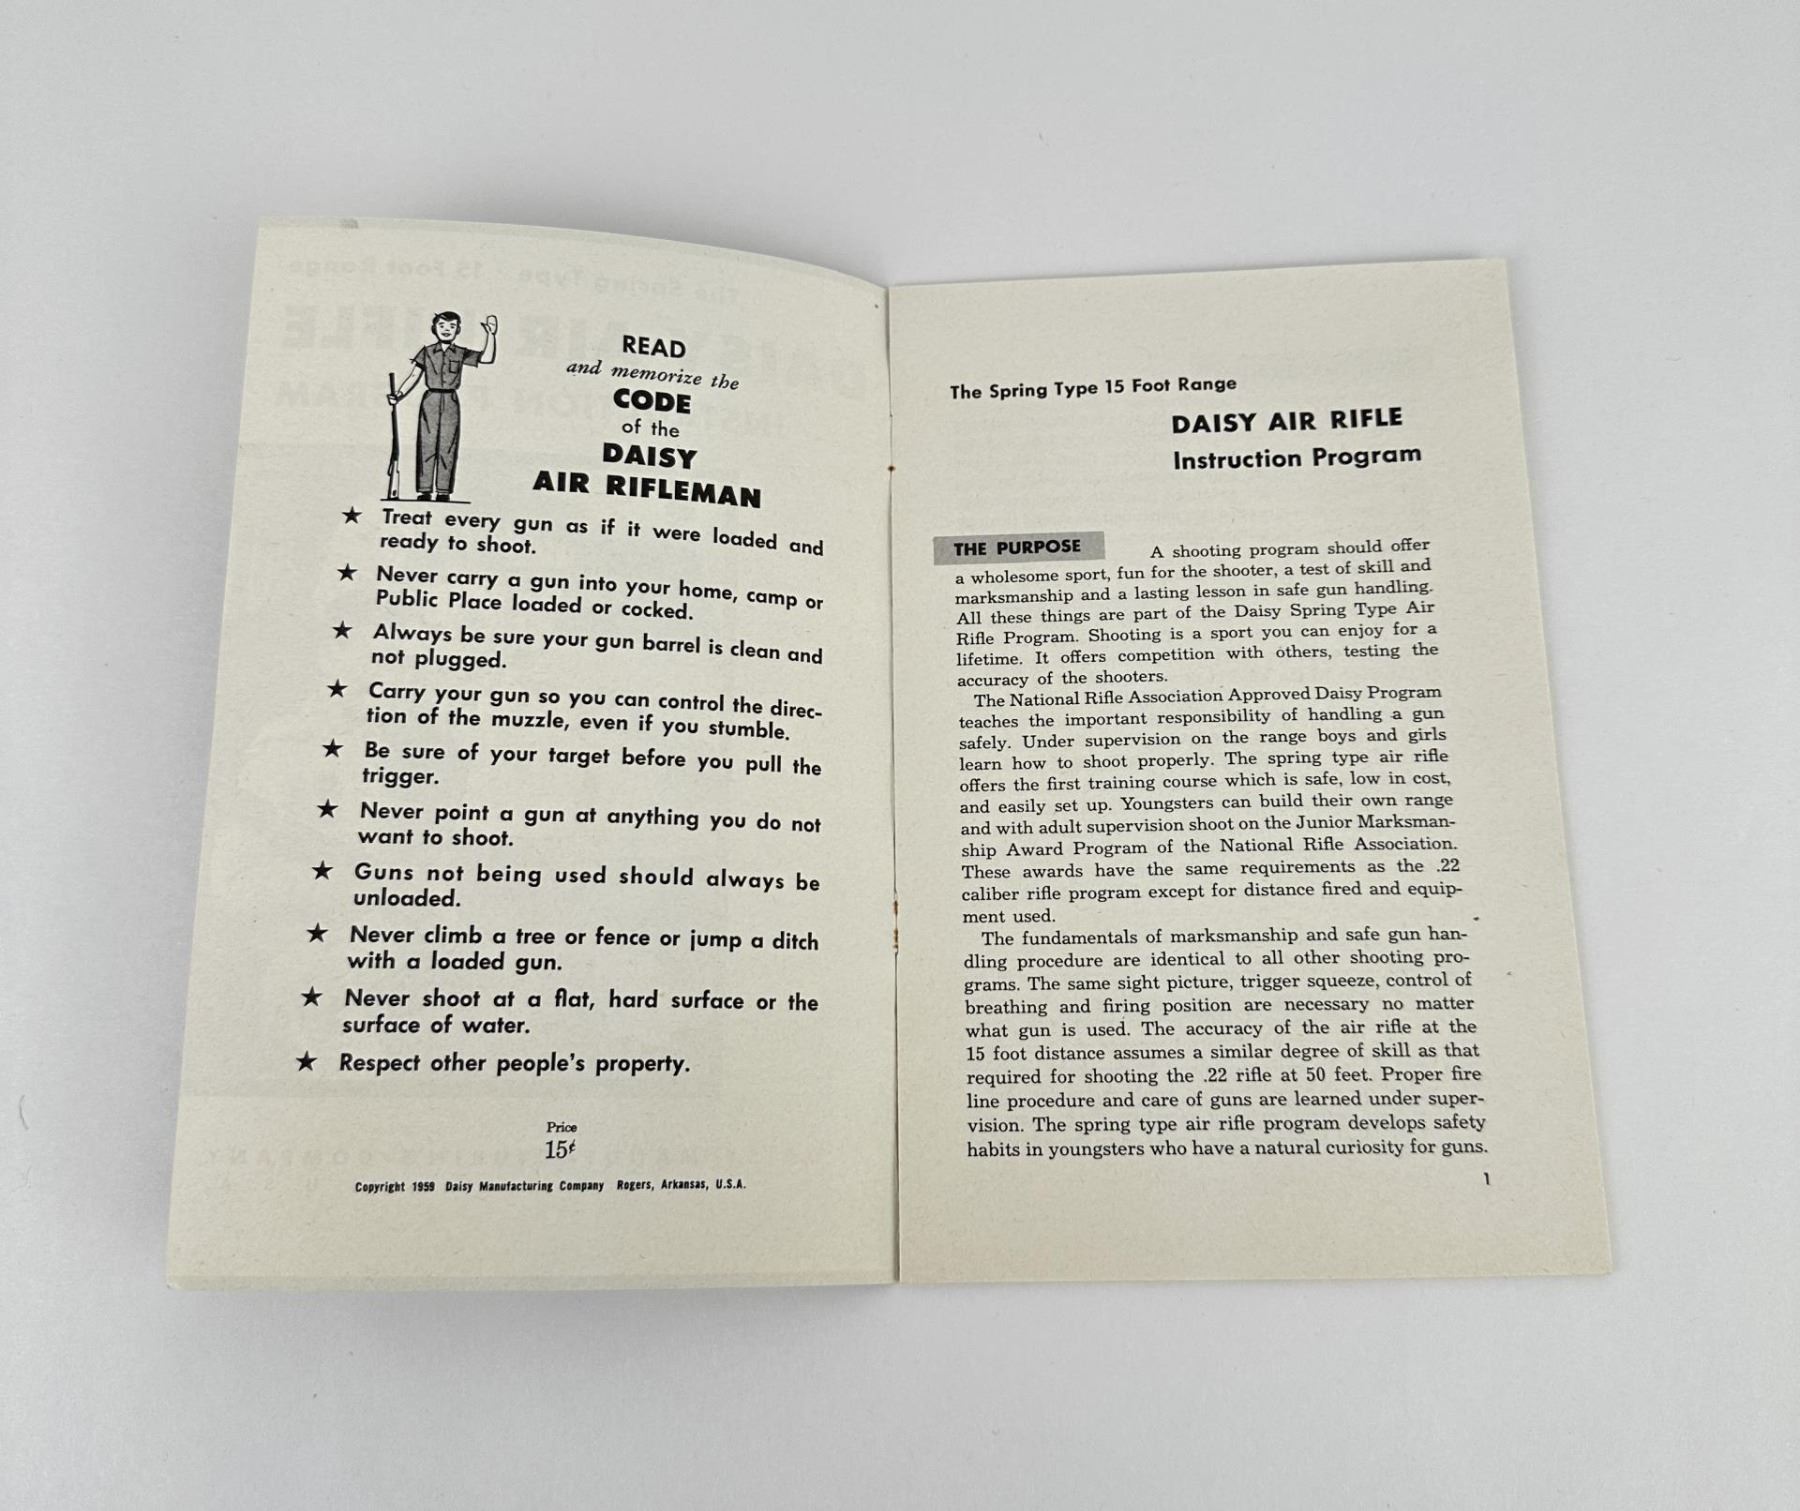 READ
and memorize the
CODE
of the
DAISY
AIR RIFLEMAN
★ Treat every gun as if it were loaded and
ready to shoot.
★ Never carry a gun into your home, camp or
Public Place loaded or cocked.
★ Always be sure your gun barrel is clean and
not plugged.
★ Carry your gun so you can control the direc-
tion of the muzzle, even if you stumble.
★ Be sure of your target before you pull the
trigger.
★ Never point a gun at anything you do not
want to shoot.
★ Guns not being used should always be
unloaded.
★ Never climb a tree or fence or jump a ditch
with a loaded gun.
★ Never shoot at a flat, hard surface or the
surface of water.
★ Respect other people's property.
Price
15¢
Copyright 1959 Daisy Manufacturing Company Rogers, Arkansas, U.S.A.
The Spring Type 15 Foot Range
DAISY AIR RIFLE
Instruction Program
THE PURPOSE A shooting program should offer
a wholesome sport, fun for the shooter, a test of skill and
marksmanship and a lasting lesson in safe gun handling.
All these things are part of the Daisy Spring Type Air
Rifle Program. Shooting is a sport you can enjoy for a
lifetime. It offers competition with others, testing the
accuracy of the shooters.
The National Rifle Association Approved Daisy Program
teaches the important responsibility of handling a gun
safely. Under supervision on the range boys and girls
learn how to shoot properly. The spring type air rifle
offers the first training course which is safe, low in cost,
and easily set up. Youngsters can build their own range
and with adult supervision shoot on the Junior Marksman-
ship Award Program of the National Rifle Association.
These awards have the same requirements as the .22
caliber rifle program except for distance fired and equip-
ment used.
The fundamentals of marksmanship and safe gun han-
dling procedure are identical to all other shooting pro-
grams. The same sight picture, trigger squeeze, control of
breathing and firing position are necessary no matter
what gun is used. The accuracy of the air rifle at the
15 foot distance assumes a similar degree of skill as that
required for shooting the .22 rifle at 50 feet. Proper fire
line procedure and care of guns are learned under super-
vision. The spring type air rifle program develops safety
habits in youngsters who have a natural curiosity for guns.
1